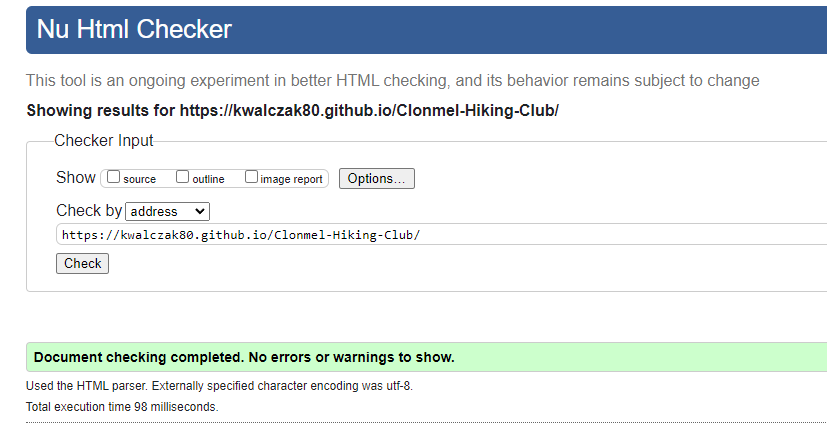 Nu Html Checker
This tool is an ongoing experiment in better HTML checking, and its behavior remains subject to change
Showing results for https://kwalczak80.github.io/Clonmel-Hiking-Club/
Checker Input
Show source outline image report Options...
Check by address
https://kwalczak80.github.io/Clonmel-Hiking-Club/
Check
Document checking completed. No errors or warnings to show.
Used the HTML parser. Externally specified character encoding was utf-8.
Total execution time 98 milliseconds.